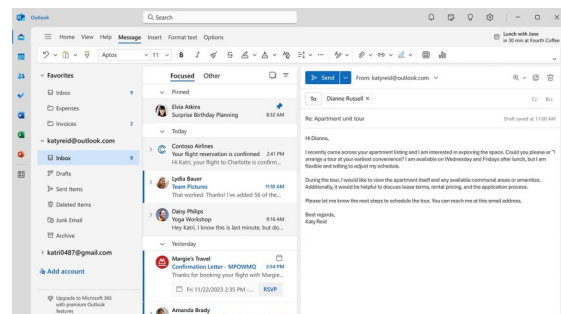 Outlook
Search
Lunch with Jane
in 30 min at Fourth Coffee
Home View Help Message Insert Format text Options
Aptos 11 B I
Favorites
Inbox 9
Expenses
Invoices 2
katyreid@outlook.com
Inbox 9
Drafts
Sent Items
Deleted Items
Junk Email
Archive
katri0487@gmail.com
Add account
Upgrade to Microsoft 365
with premium Outlook
features
Focused Other
Pinned
Elvia Atkins
Surprise Birthday Planning 8:32 AM
Today
Contoso Airlines
Your flight reservation is confirmed 2:41 PM
Hi Katri, your flight to Charlotte is confirm...
Lydia Bauer
Team Pictures 11:10 AM
That worked. Thanks! I've added 56 of the...
Daisy Philips
Yoga Workshop 9:16 AM
Hey Katri, I know this is last minute, but do...
Yesterday
Margie's Travel
Confirmation Letter - MPOWMQ 2:54 PM
Thanks for booking your flight with Margie...
Fri 11/22/2023 2:35 PM -... RSVP
Amanda Brady
Send From: katyreid@outlook.com
To Dianne Russell Cc Bcc
Re: Apartment unit tour Draft saved at 11:00 AM
Hi Dianne,
I recently came across your apartment listing and I am interested in exploring the space. Could you please
arrange a tour at your earliest convenience? I am available on Wednesday and Fridays after lunch, but I am
flexible and willing to adjust my schedule.
During the tour, I would like to view the apartment itself and any available communal areas or amenities.
Additionally, it would be helpful to discuss lease terms, rental pricing, and the application process.
Please let me know the next steps to schedule the tour. You can reach me at this email address.
Best regards,
Katy Reid